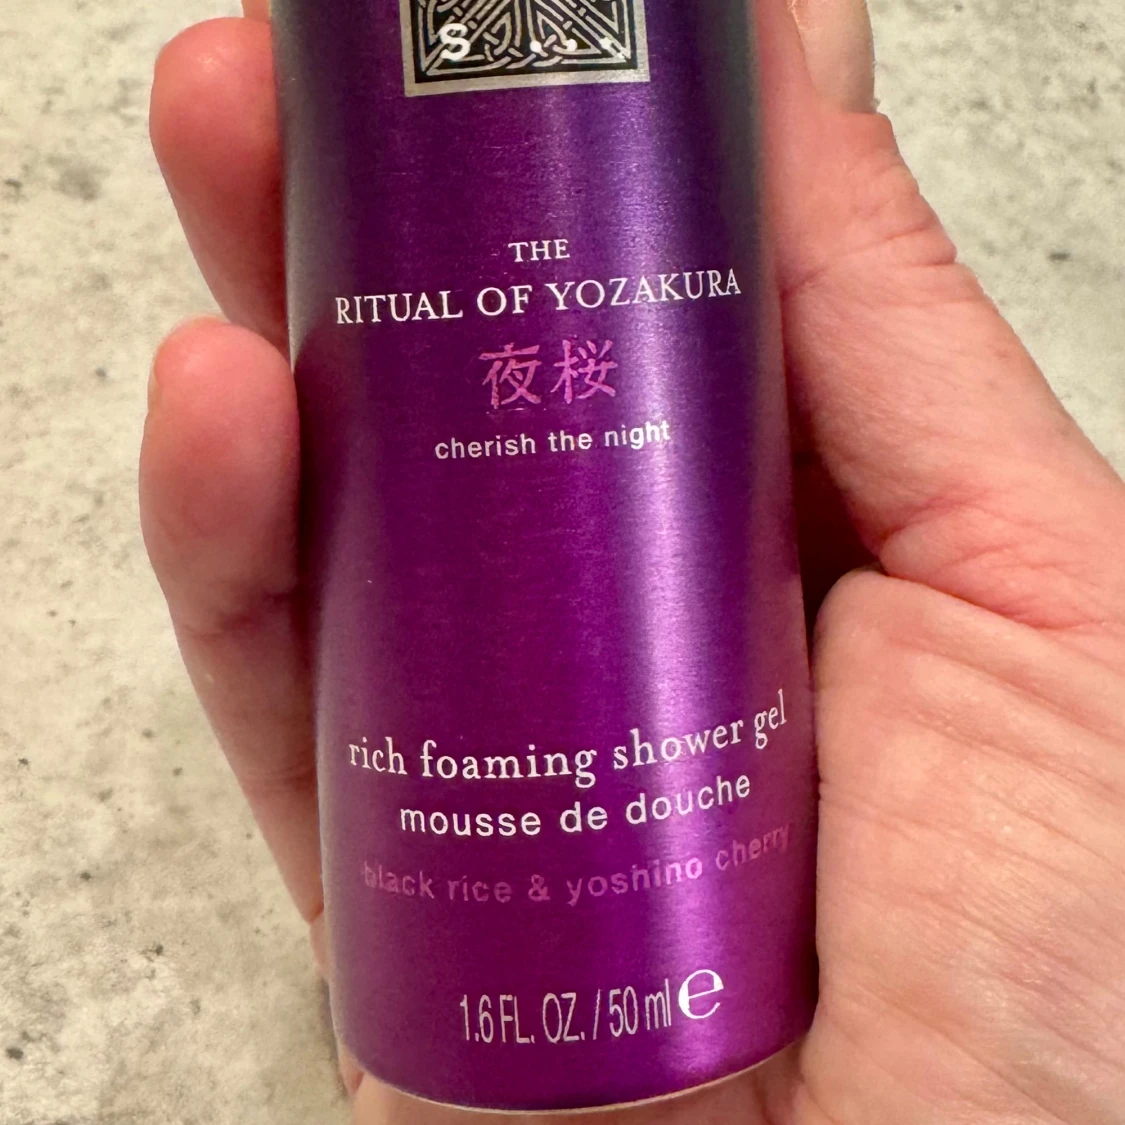 S
THE
RITUAL OF YOZAKURA
夜桜
cherish the night
rich foaming shower gel
mousse de douche
black rice & yoshino cherry
1.6 FL. OZ. / 50 ml e